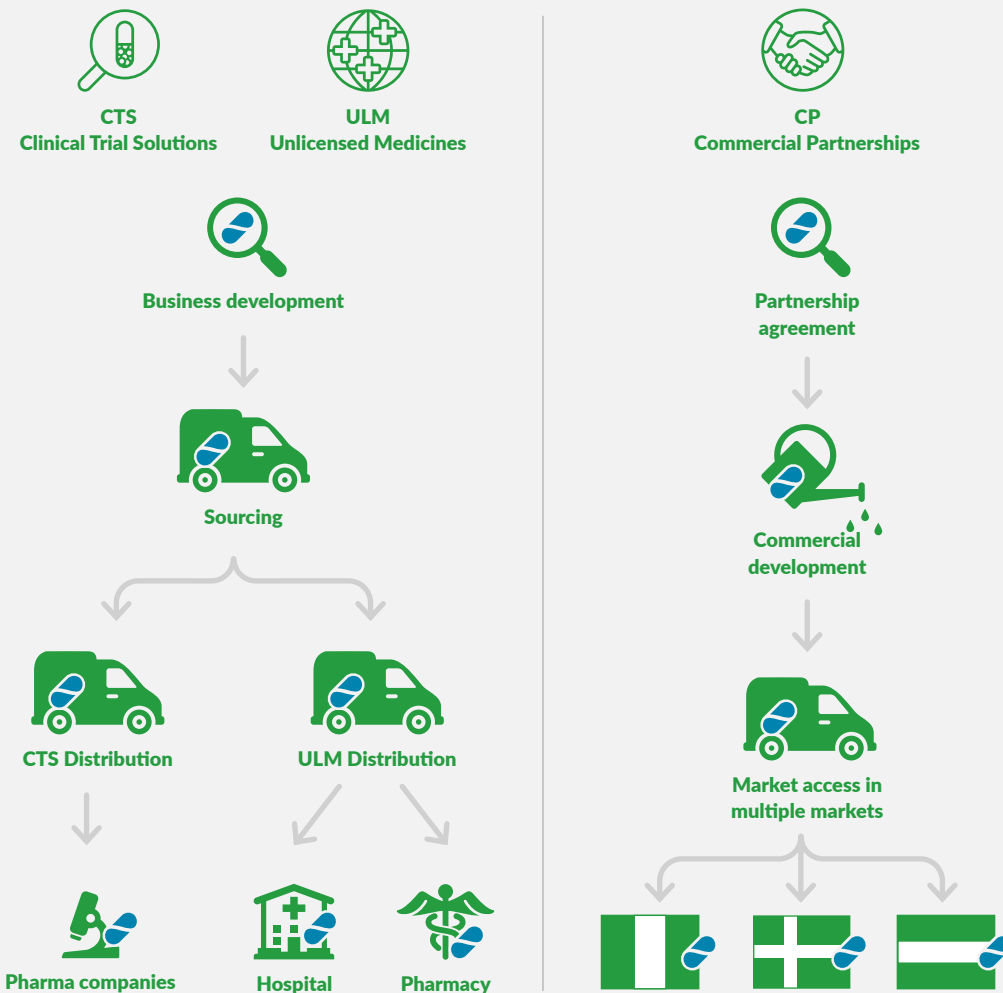 CTS
Clinical Trial Solutions
ULM
Unlicensed Medicines
Business development
Sourcing
CTS Distribution
ULM Distribution
Pharma companies
Hospital
Pharmacy
CP
Commercial Partnerships
Partnership
agreement
Commercial
development
Market access in
multiple markets